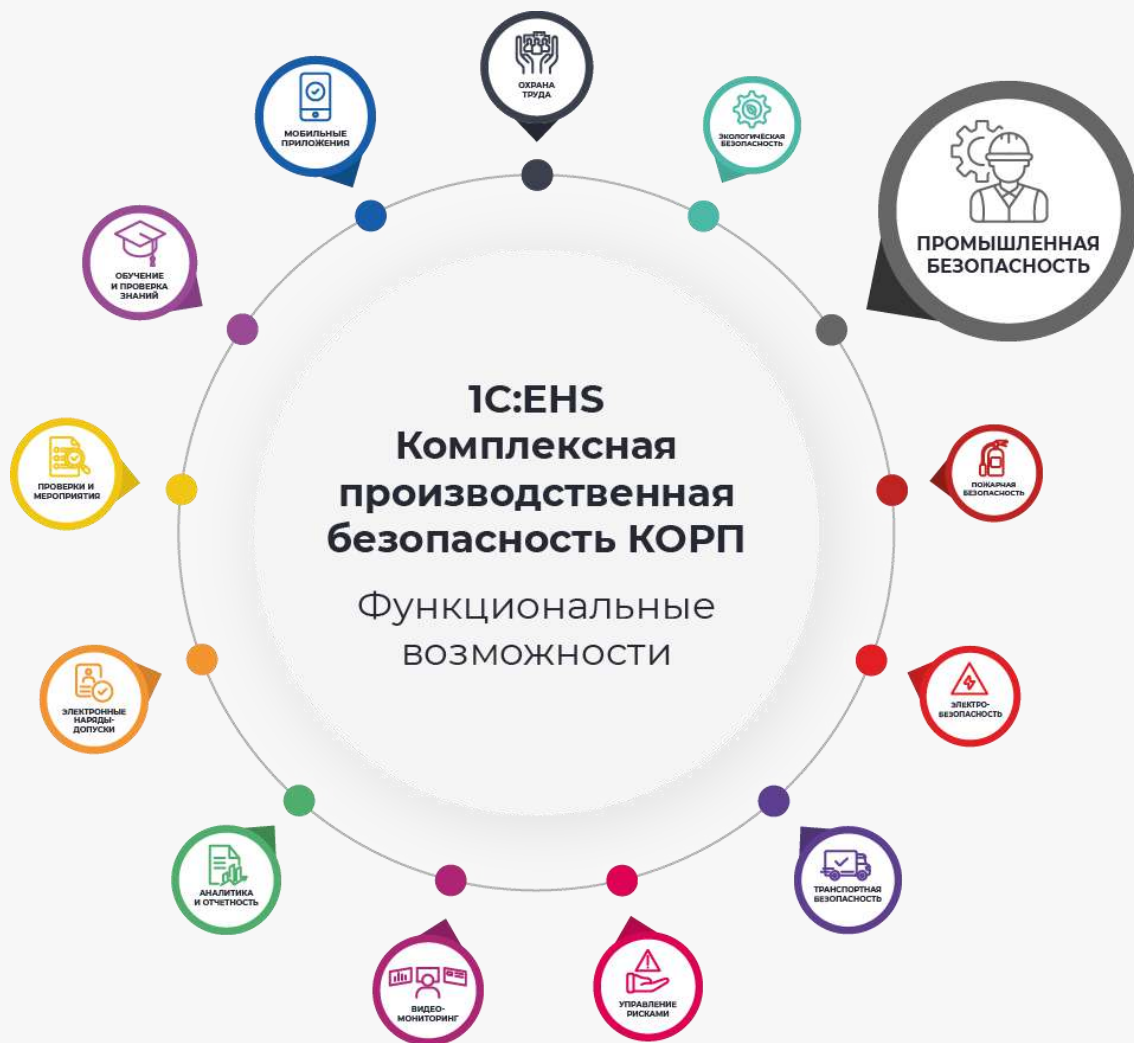 ОХРАНА
ТРУДА
ЭКОЛОГИЧЕСКАЯ
БЕЗОПАСНОСТЬ
ПРОМЫШЛЕННАЯ
БЕЗОПАСНОСТЬ
ПОЖАРНАЯ
БЕЗОПАСНОСТЬ
ЭЛЕКТРО-
БЕЗОПАСНОСТЬ
ТРАНСПОРТНАЯ
БЕЗОПАСНОСТЬ
УПРАВЛЕНИЕ
РИСКАМИ
ВИДЕО-
МОНИТОРИНГ
АНАЛИТИКА
И ОТЧЕТНОСТЬ
ЭЛЕКТРОННЫЕ
НАРЯДЫ-
ДОПУСКИ
ПРОВЕРКИ И
МЕРОПРИЯТИЯ
ОБУЧЕНИЕ
И ПРОВЕРКА
ЗНАНИЙ
МОБИЛЬНЫЕ
ПРИЛОЖЕНИЯ
1С:EHS
Комплексная
производственная
безопасность КОРП
Функциональные
возможности